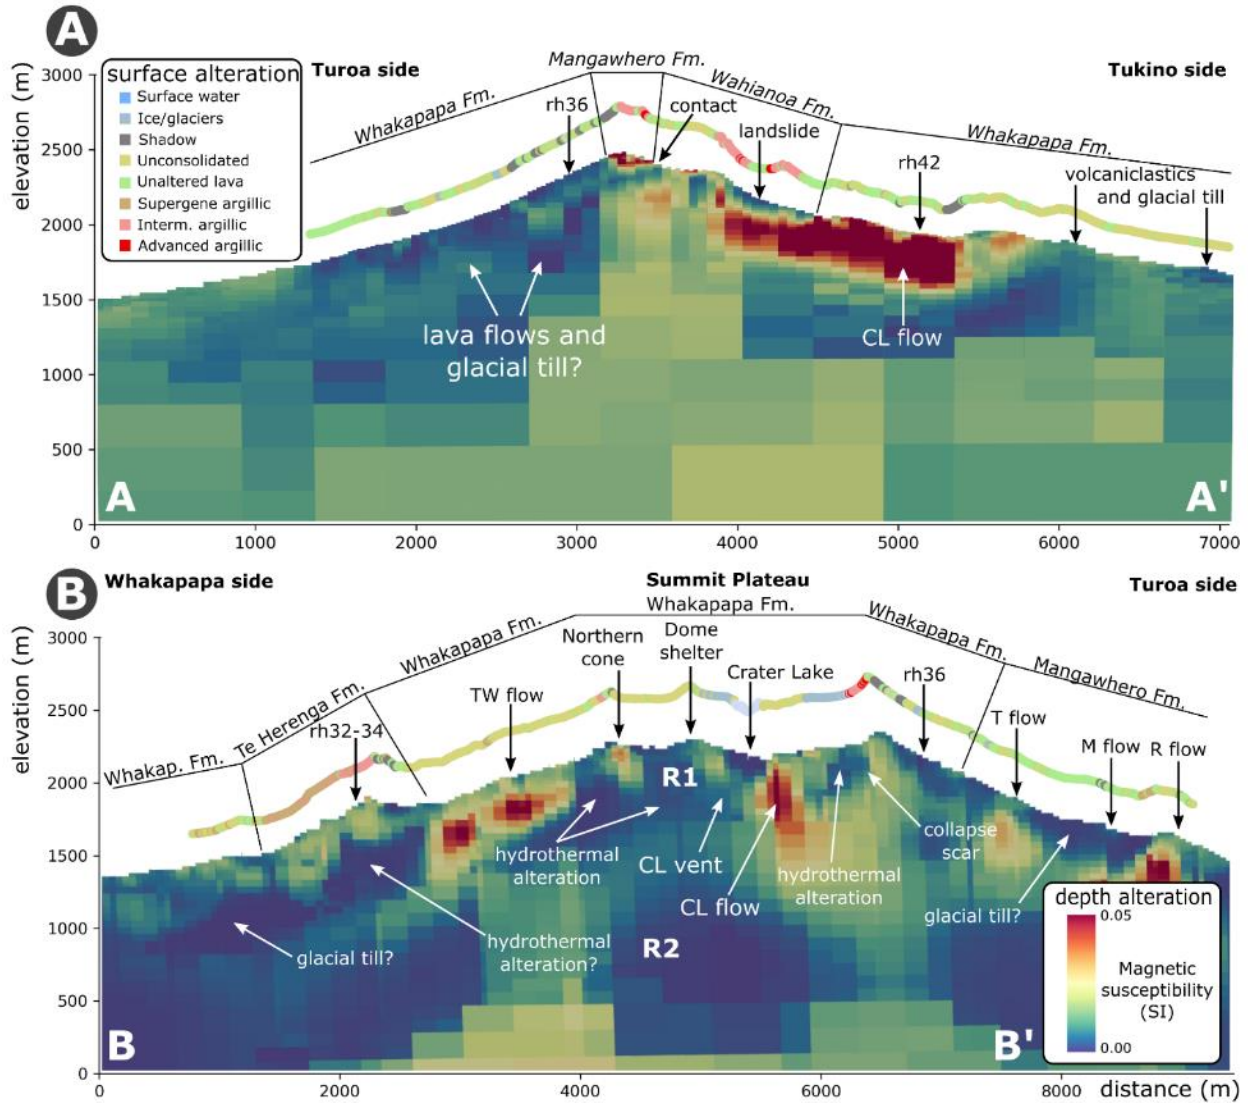 A
elevation (m)
3000
2500
2000
1500
1000
500
0
surface alteration
Surface water
Ice/glaciers
Shadow
Unconsolidated
Unaltered lava
Supergene argillic
Interm. argillic
Advanced argillic
Turoa side
Tukino side
Whakapapa Fm.
Mangawhero Fm.
Wahianoa Fm.
Whakapapa Fm.
rh36
contact
landslide
rh42
volcaniclastics
and glacial till
lava flows and
glacial till?
CL flow
A
A'
0
1000
2000
3000
4000
5000
6000
7000
B
Whakapapa side
Summit Plateau
Turoa side
elevation (m)
3000
2500
2000
1500
1000
500
0
Whakap. Fm.
Te Herenga Fm.
Whakapapa Fm.
Whakapapa Fm.
Whakapapa Fm.
Mangawhero Fm.
rh32-34
TW flow
Northern
cone
Dome
shelter
Crater Lake
rh36
T flow
M flow
R flow
R1
R2
hydrothermal
alteration
CL vent
CL flow
hydrothermal
alteration
collapse
scar
glacial till?
glacial till?
hydrothermal
alteration?
depth alteration
0.05
Magnetic
susceptibility
(SI)
0.00
B
B'
0
2000
4000
6000
8000
distance (m)